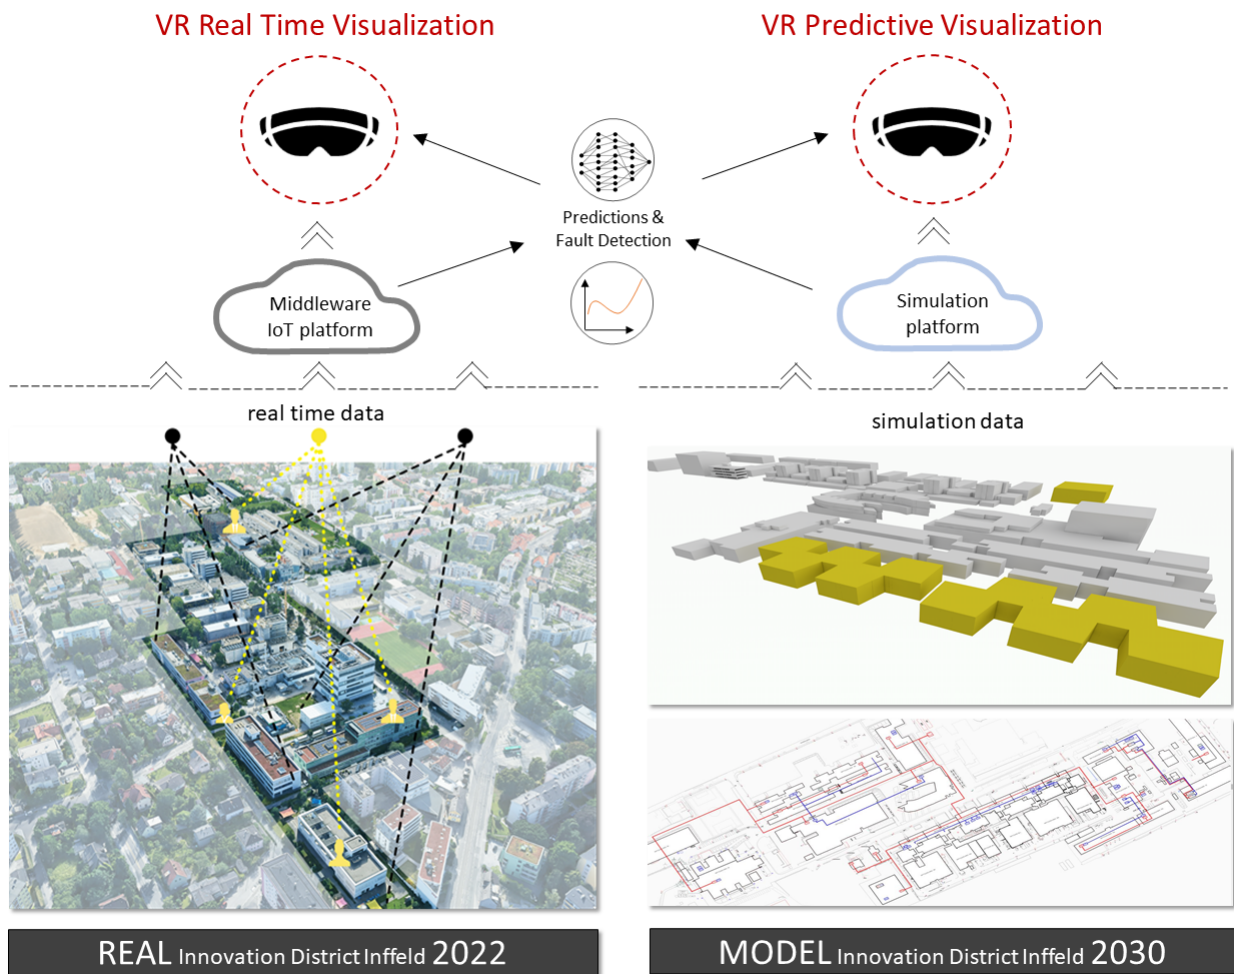 VR Real Time Visualization
VR Predictive Visualization
Predictions &
Fault Detection
Middleware
IoT platform
Simulation
platform
real time data
simulation data
REAL Innovation District Inffeld 2022
MODEL Innovation District Inffeld 2030